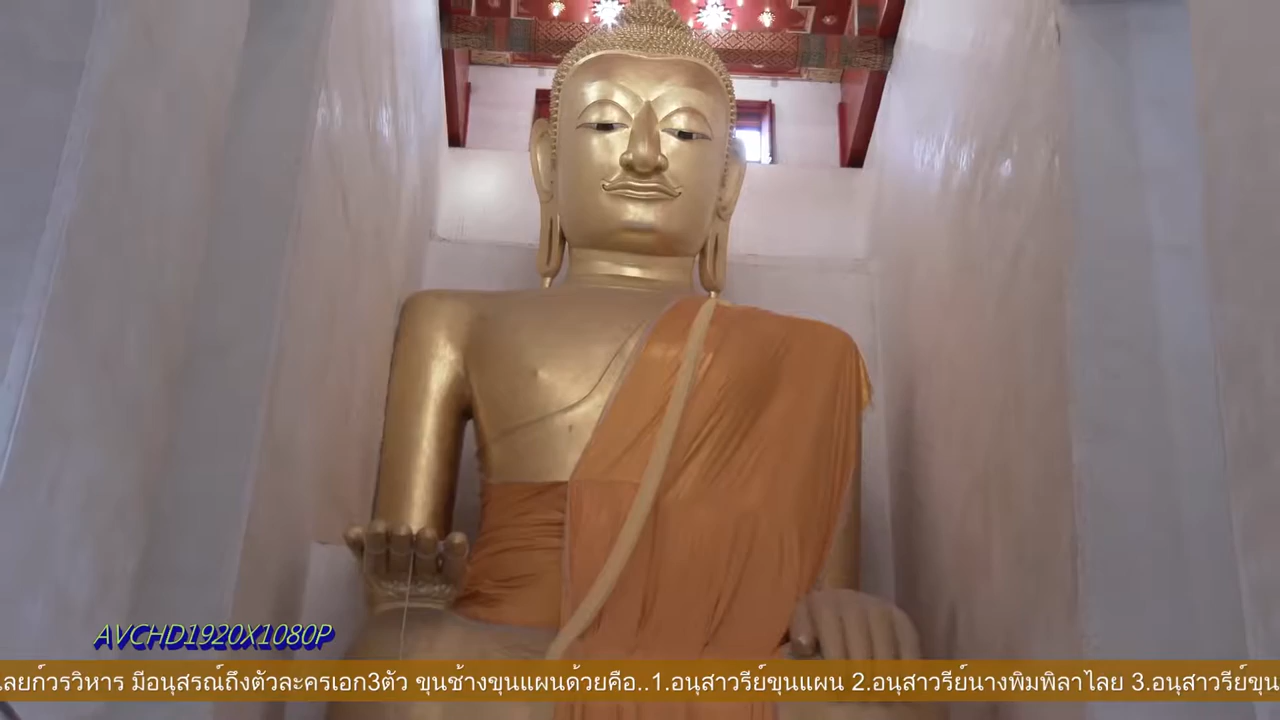 AVCHD1920X1080P
ลยก์วรวิหาร มีอนุสรณ์ถึงตัวละครเอก3ตัว ขุนช้างขุนแผนด้วยคือ..1.อนุสาวรีย์ขุนแผน 2.อนุสาวรีย์นางพิมพิลาไลย 3.อนุสาวรีย์ขุน